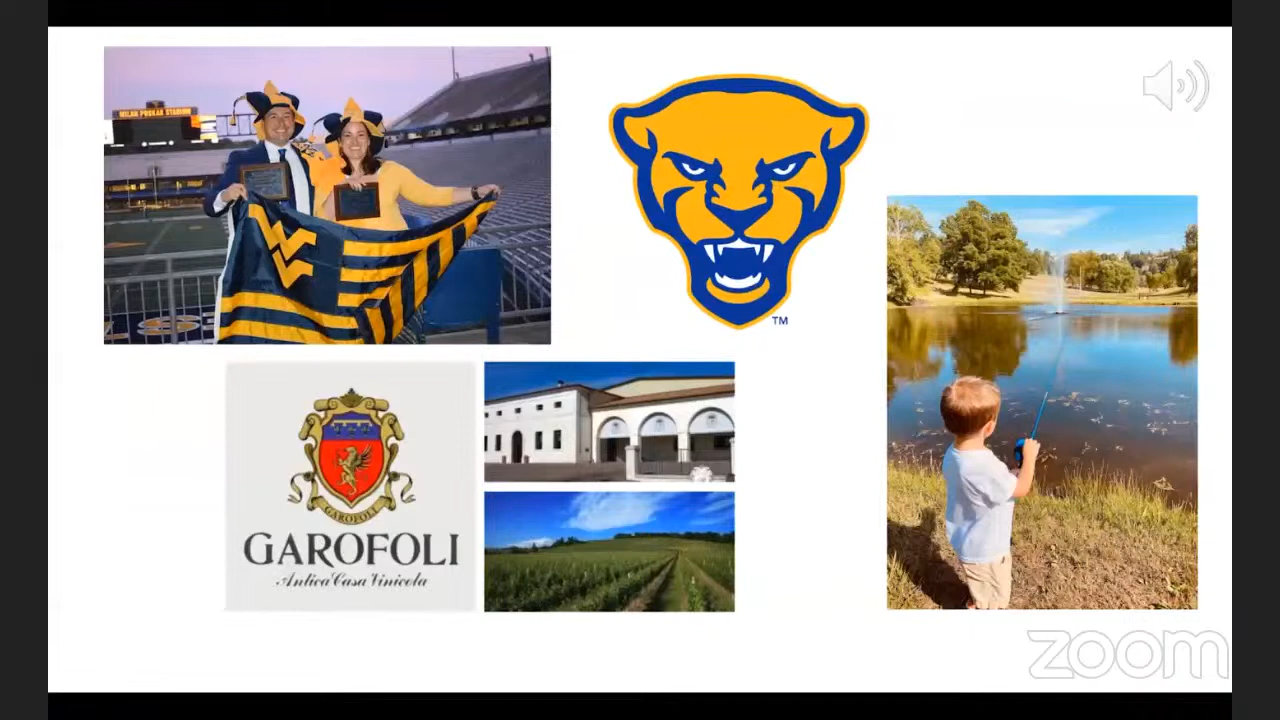 MILAN PUSKAR STADIUM
WV
TM
GAROFOLI
GAROFOLI
Antica Casa Vinicola
zoom